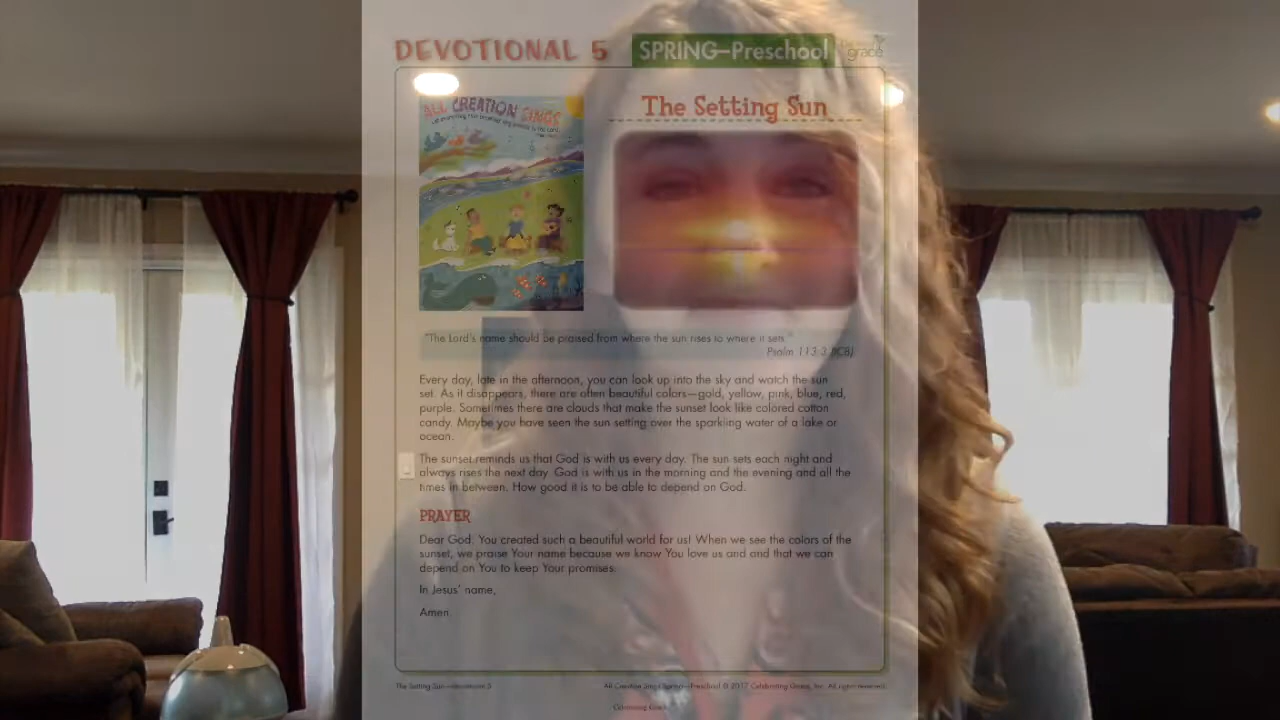 DEVOTIONAL 5
SPRING—Preschool
grace
ALL CREATION SINGS
The Setting Sun
"The Lord's name should be praised from where the sun rises to where it sets."
Psalm 113:3 (ICB)
Every day, late in the afternoon, you can look up into the sky and watch the sun
set. As it disappears, there are often beautiful colors—gold, yellow, pink, blue, red,
purple. Sometimes there are clouds that make the sunset look like colored cotton
candy. Maybe you have seen the sun setting over the sparkling water of a lake or
ocean.
The sunset reminds us that God is with us every day. The sun sets each night and
always rises the next day. God is with us in the morning and the evening and all the
times in between. How good it is to be able to depend on God.
PRAYER
Dear God, You created such a beautiful world for us! When we see the colors of the
sunset, we praise Your name because we know You love us and and that we can
depend on You to keep Your promises.
In Jesus' name,
Amen.
The Setting Sun—Devotional 5
All Creation Sings Spring—Preschool © 2017 Celebrating Grace, Inc. All rights reserved.